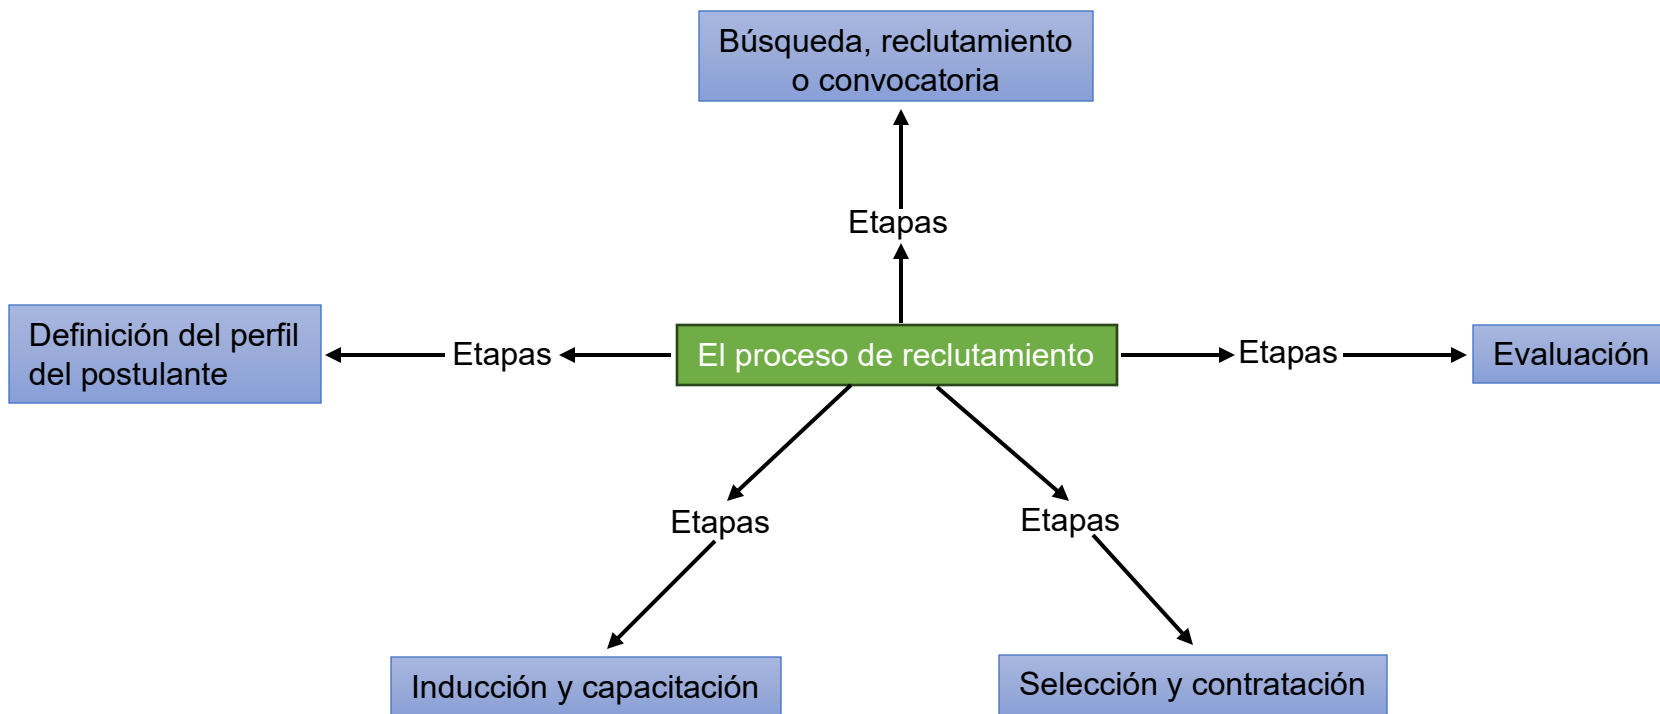 Búsqueda, reclutamiento
o convocatoria
Etapas
Definición del perfil
del postulante
Etapas
El proceso de reclutamiento
Etapas
Evaluación
Etapas
Etapas
Inducción y capacitación
Selección y contratación